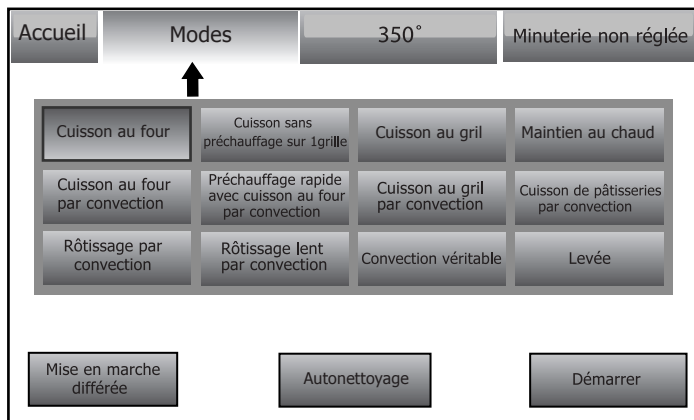 Accueil
Modes
350°
Minuterie non réglée
Cuisson au four
Cuisson sans
préchauffage sur 1grille
Cuisson au gril
Maintien au chaud
Cuisson au four
par convection
Préchauffage rapide
avec cuisson au four
par convection
Cuisson au gril
par convection
Cuisson de pâtisseries
par convection
Rôtissage par
convection
Rôtissage lent
par convection
Convection véritable
Levée
Mise en marche
différée
Autonettoyage
Démarrer